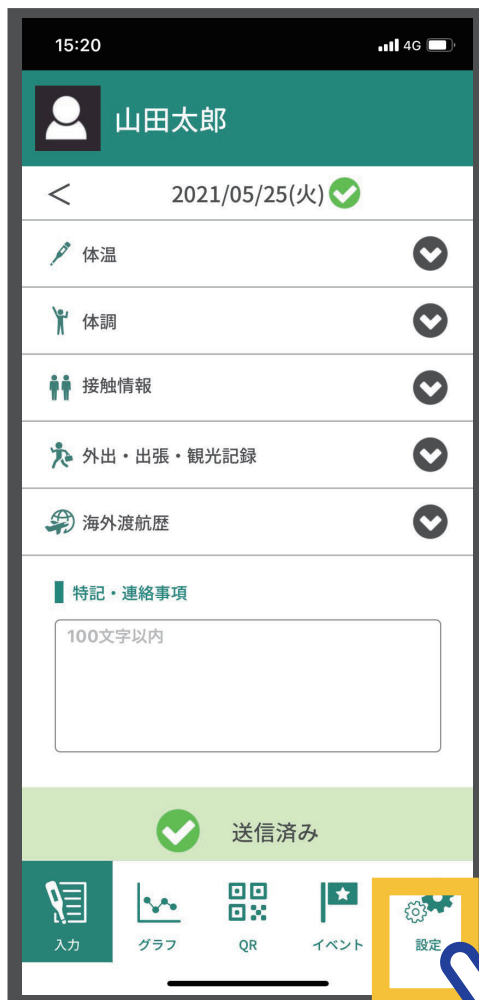 15:20
4G
山田太郎
< 2021/05/25(火)
体温
体調
接触情報
外出・出張・観光記録
海外渡航歴
特記・連絡事項
100文字以内
送信済み
入力 グラフ QR イベント 設定